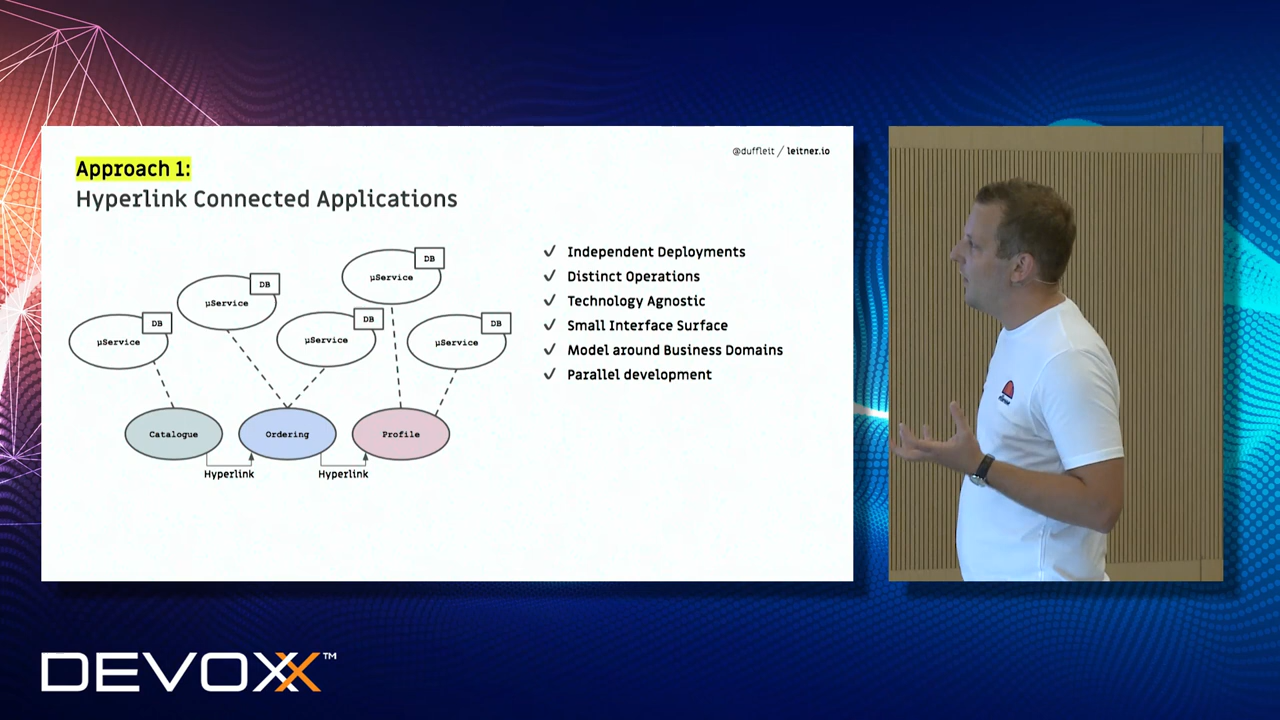 @duffleit / leitner.io
Approach 1:
Hyperlink Connected Applications
DB
µService
DB
µService
DB
µService
DB
µService
DB
µService
Catalogue
Ordering
Profile
Hyperlink
Hyperlink
✓ Independent Deployments
✓ Distinct Operations
✓ Technology Agnostic
✓ Small Interface Surface
✓ Model around Business Domains
✓ Parallel development
DEVOXX™